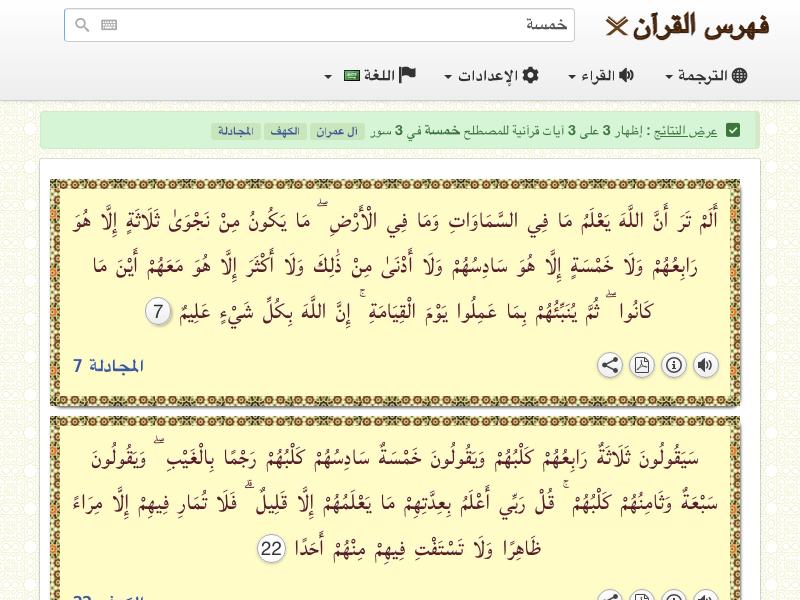 فهرس القرآن
خمسة
الترجمة
القراء
الإعدادات
اللغة
عرض النتائج : إظهار 3 على 3 آيات قرآنية للمصطلح خمسة في 3 سور آل عمران الكهف المجادلة
أَلَمْ تَرَ أَنَّ اللَّهَ يَعْلَمُ مَا فِي السَّمَاوَاتِ وَمَا فِي الْأَرْضِ ۖ مَا يَكُونُ مِنْ نَجْوَىٰ ثَلَاثَةٍ إِلَّا هُوَ
رَابِعُهُمْ وَلَا خَمْسَةٍ إِلَّا هُوَ سَادِسُهُمْ وَلَا أَدْنَىٰ مِنْ ذَٰلِكَ وَلَا أَكْثَرَ إِلَّا هُوَ مَعَهُمْ أَيْنَ مَا
كَانُوا ۖ ثُمَّ يُنَبِّئُهُمْ بِمَا عَمِلُوا يَوْمَ الْقِيَامَةِ ۚ إِنَّ اللَّهَ بِكُلِّ شَيْءٍ عَلِيمٌ 7
المجادلة 7
سَيَقُولُونَ ثَلَاثَةٌ رَابِعُهُمْ كَلْبُهُمْ وَيَقُولُونَ خَمْسَةٌ سَادِسُهُمْ كَلْبُهُمْ رَجْمًا بِالْغَيْبِ ۖ وَيَقُولُونَ
سَبْعَةٌ وَثَامِنُهُمْ كَلْبُهُمْ ۚ قُلْ رَبِّي أَعْلَمُ بِعِدَّتِهِمْ مَا يَعْلَمُهُمْ إِلَّا قَلِيلٌ ۗ فَلَا تُمَارِ فِيهِمْ إِلَّا مِرَاءً
ظَاهِرًا وَلَا تَسْتَفْتِ فِيهِمْ مِنْهُمْ أَحَدًا 22